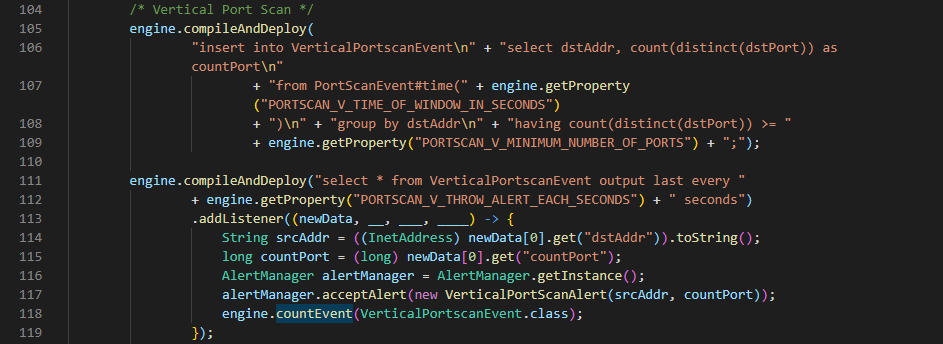 104 /* Vertical Port Scan */
105 engine.compileAndDeploy(
106 "insert into VerticalPortscanEvent\n" + "select dstAddr, count(distinct(dstPort)) as
countPort\n"
107 + "from PortScanEvent#time(" + engine.getProperty
("PORTSCAN_V_TIME_OF_WINDOW_IN_SECONDS")
108 + ")\n" + "group by dstAddr\n" + "having count(distinct(dstPort)) >= "
109 + engine.getProperty("PORTSCAN_V_MINIMUM_NUMBER_OF_PORTS") + ";");
110
111 engine.compileAndDeploy("select * from VerticalPortscanEvent output last every "
112 + engine.getProperty("PORTSCAN_V_THROW_ALERT_EACH_SECONDS") + " seconds")
113 .addListener((newData, __, ___, ____) -> {
114 String srcAddr = ((InetAddress) newData[0].get("dstAddr")).toString();
115 long countPort = (long) newData[0].get("countPort");
116 AlertManager alertManager = AlertManager.getInstance();
117 alertManager.acceptAlert(new VerticalPortScanAlert(srcAddr, countPort));
118 engine.countEvent(VerticalPortscanEvent.class);
119 });